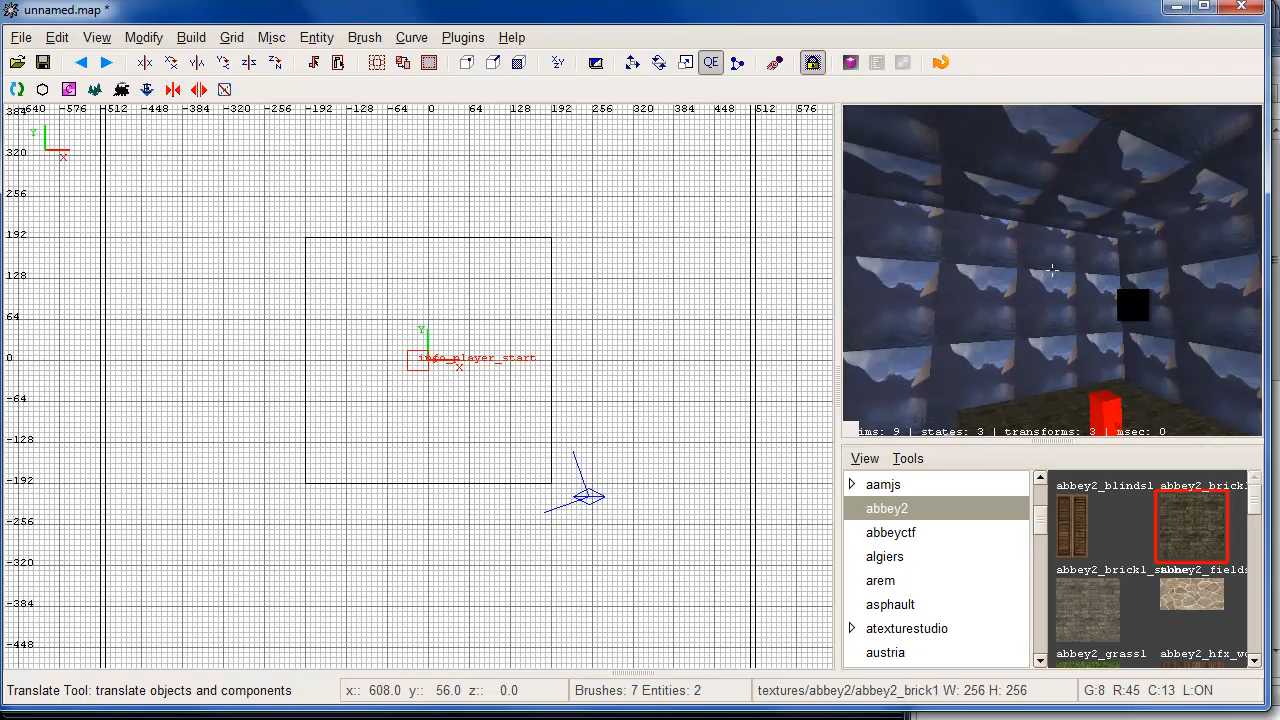 unnamed.map *
File Edit View Modify Build Grid Misc Entity Brush Curve Plugins Help
QE
-640 -576 -512 -448 -384 -320 -256 -192 -128 -64 0 64 128 192 256 320 384 448 512 576
384
Y
X
320
256
192
128
64
0
-64
-128
-192
-256
-320
-384
-448
Y
info_player_start
X
ims: 9 | states: 3 | transforms: 3 | msec: 0
View Tools
aamjs
abbey2
abbeyctf
algiers
arem
asphault
atexturestudio
austria
abbey2_blinds1 abbey2_brick
abbey2_brick1_s abbey2_fields
abbey2_grass1 abbey2_hfx_w
Translate Tool: translate objects and components
x:: 608.0 y:: 56.0 z:: 0.0
Brushes: 7 Entities: 2
textures/abbey2/abbey2_brick1 W: 256 H: 256
G:8 R:45 C:13 L:ON